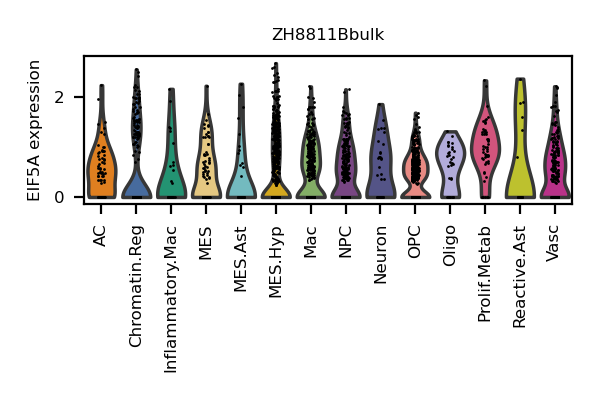 ZH8811Bbulk
EIF5A expression
2
0
AC
Chromatin.Reg
Inflammatory.Mac
MES
MES.Ast
MES.Hyp
Mac
NPC
Neuron
OPC
Oligo
Prolif.Metab
Reactive.Ast
Vasc